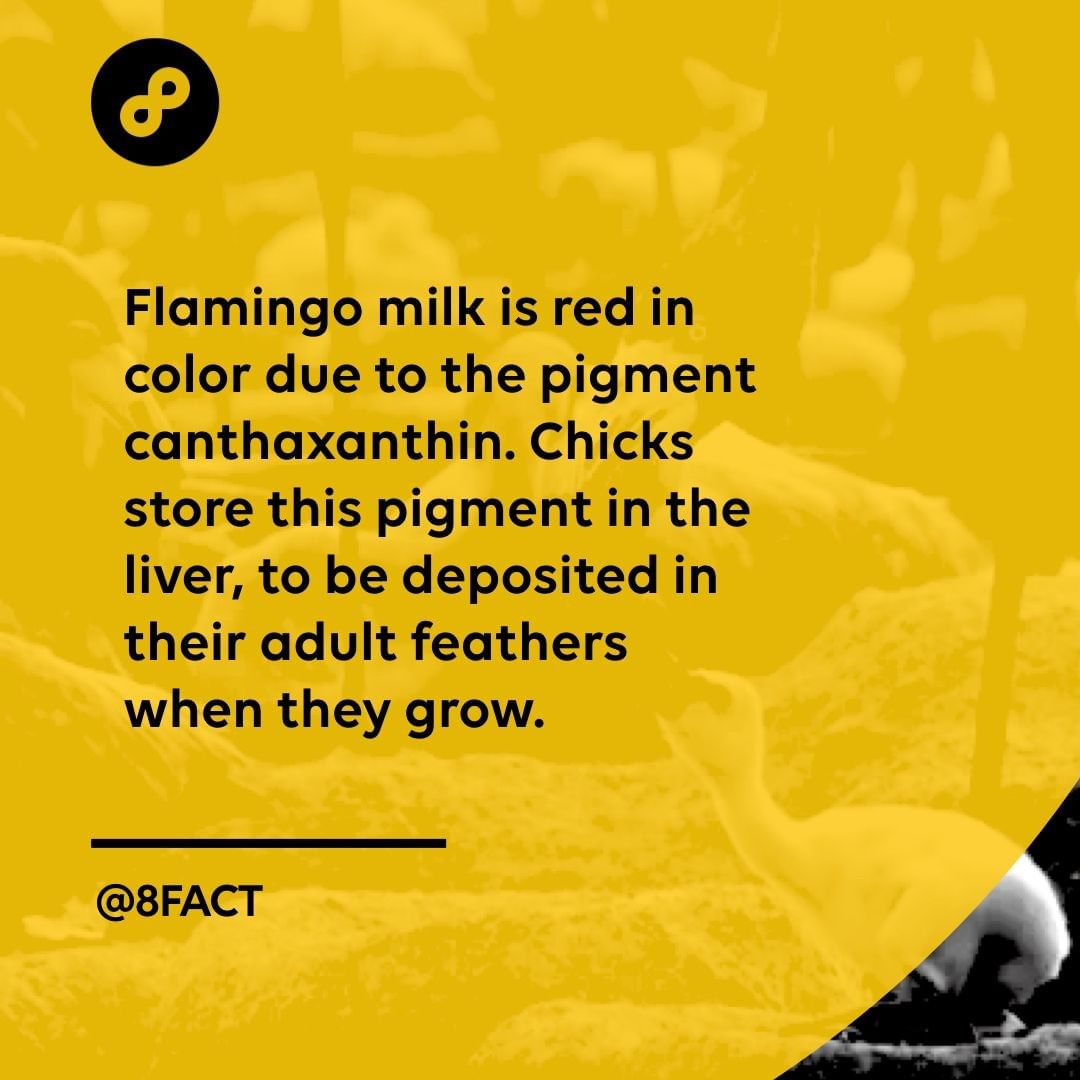 Flamingo milk is red in
color due to the pigment
canthaxanthin. Chicks
store this pigment in the
liver, to be deposited in
their adult feathers
when they grow.
@8FACT